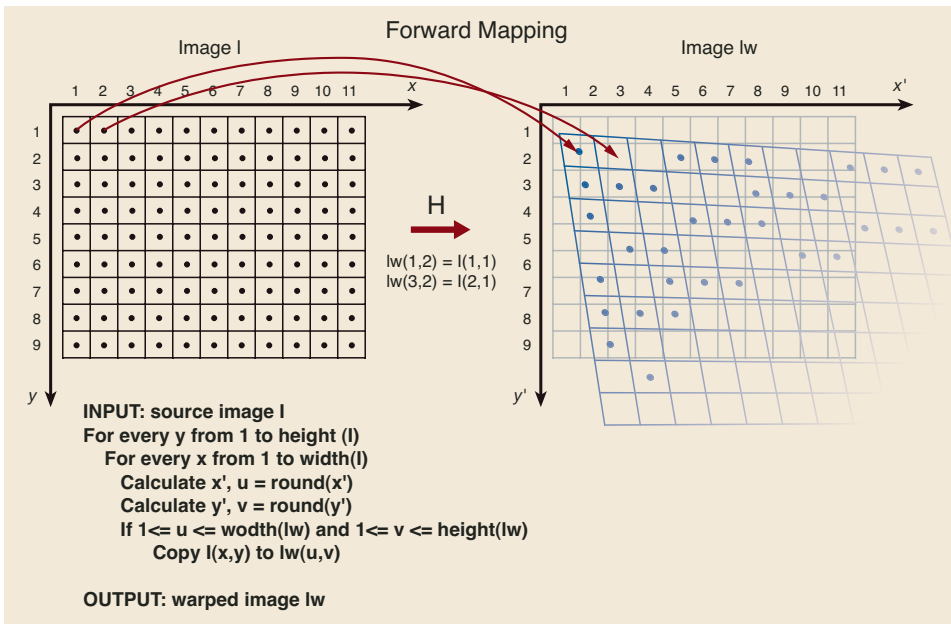 Forward Mapping
Image I
Image Iw
1 2 3 4 5 6 7 8 9 10 11
x
1 2 3 4 5 6 7 8 9 10 11
x'
1
2
3
4
5
6
7
8
9
y
H
Iw(1,2) = I(1,1)
Iw(3,2) = I(2,1)
1
2
3
4
5
6
7
8
9
y'
INPUT: source image I
For every y from 1 to height (I)
For every x from 1 to width(I)
Calculate x', u = round(x')
Calculate y', v = round(y')
If 1<= u <= wodth(Iw) and 1<= v <= height(Iw)
Copy I(x,y) to Iw(u,v)
OUTPUT: warped image Iw